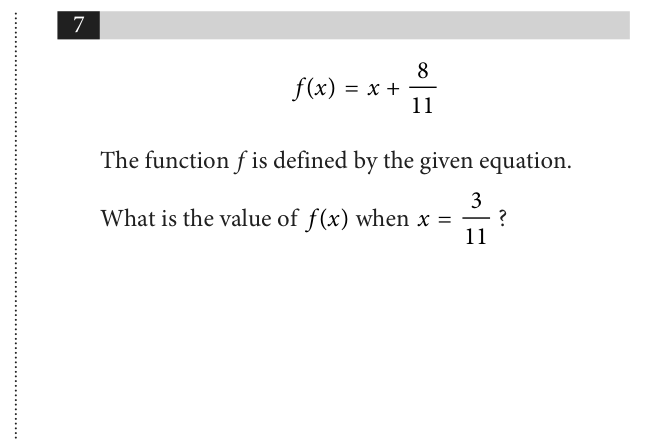 7
f(x) = x + 8/11
The function f is defined by the given equation.
What is the value of f(x) when x = 3/11 ?